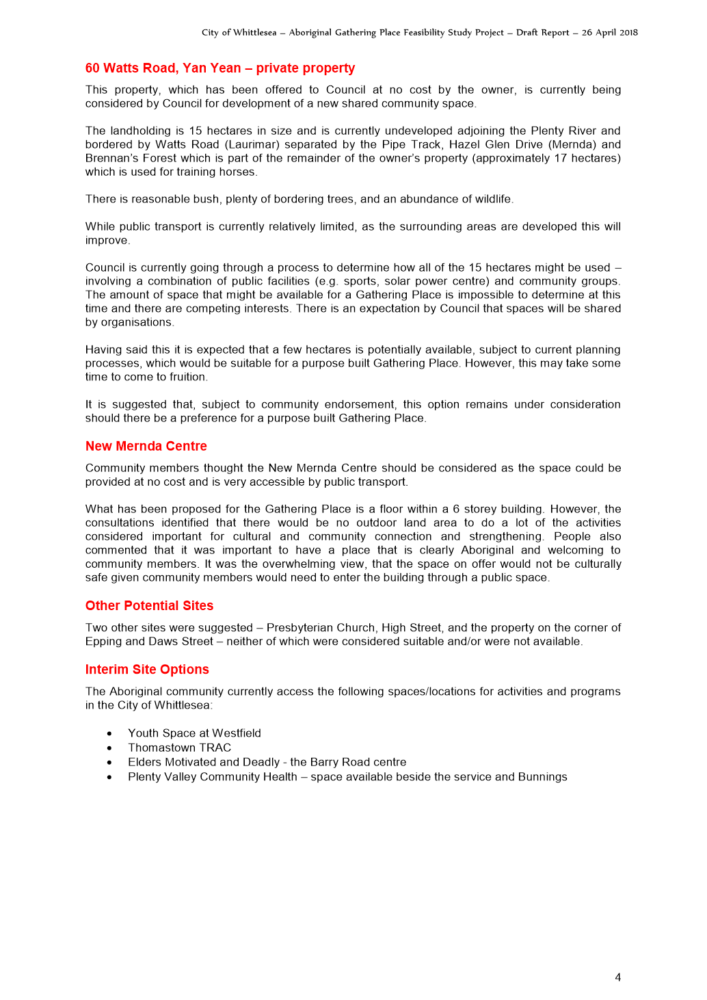 City of Whittlesea – Aboriginal Gathering Place Feasibility Study Project – Draft Report – 26 April 2018
60 Watts Road, Yan Yean – private property
This property, which has been offered to Council at no cost by the owner, is currently being
considered by Council for development of a new shared community space.
The landholding is 15 hectares in size and is currently undeveloped adjoining the Plenty River and
bordered by Watts Road (Laurimar) separated by the Pipe Track, Hazel Glen Drive (Mernda) and
Brennan’s Forest which is part of the remainder of the owner’s property (approximately 17 hectares)
which is used for training horses.
There is reasonable bush, plenty of bordering trees, and an abundance of wildlife.
While public transport is currently relatively limited, as the surrounding areas are developed this will
improve.
Council is currently going through a process to determine how all of the 15 hectares might be used –
involving a combination of public facilities (e.g. sports, solar power centre) and community groups.
The amount of space that might be available for a Gathering Place is impossible to determine at this
time and there are competing interests. There is an expectation by Council that spaces will be shared
by organisations.
Having said this it is expected that a few hectares is potentially available, subject to current planning
processes, which would be suitable for a purpose built Gathering Place. However, this may take some
time to come to fruition.
It is suggested that, subject to community endorsement, this option remains under consideration
should there be a preference for a purpose built Gathering Place.
New Mernda Centre
Community members thought the New Mernda Centre should be considered as the space could be
provided at no cost and is very accessible by public transport.
What has been proposed for the Gathering Place is a floor within a 6 storey building. However, the
consultations identified that there would be no outdoor land area to do a lot of the activities
considered important for cultural and community connection and strengthening. People also
commented that it was important to have a place that is clearly Aboriginal and welcoming to
community members. It was the overwhelming view, that the space on offer would not be culturally
safe given community members would need to enter the building through a public space.
Other Potential Sites
Two other sites were suggested – Presbyterian Church, High Street, and the property on the corner of
Epping and Daws Street – neither of which were considered suitable and/or were not available.
Interim Site Options
The Aboriginal community currently access the following spaces/locations for activities and programs
in the City of Whittlesea:
• Youth Space at Westfield
• Thomastown TRAC
• Elders Motivated and Deadly - the Barry Road centre
• Plenty Valley Community Health – space available beside the service and Bunnings
4